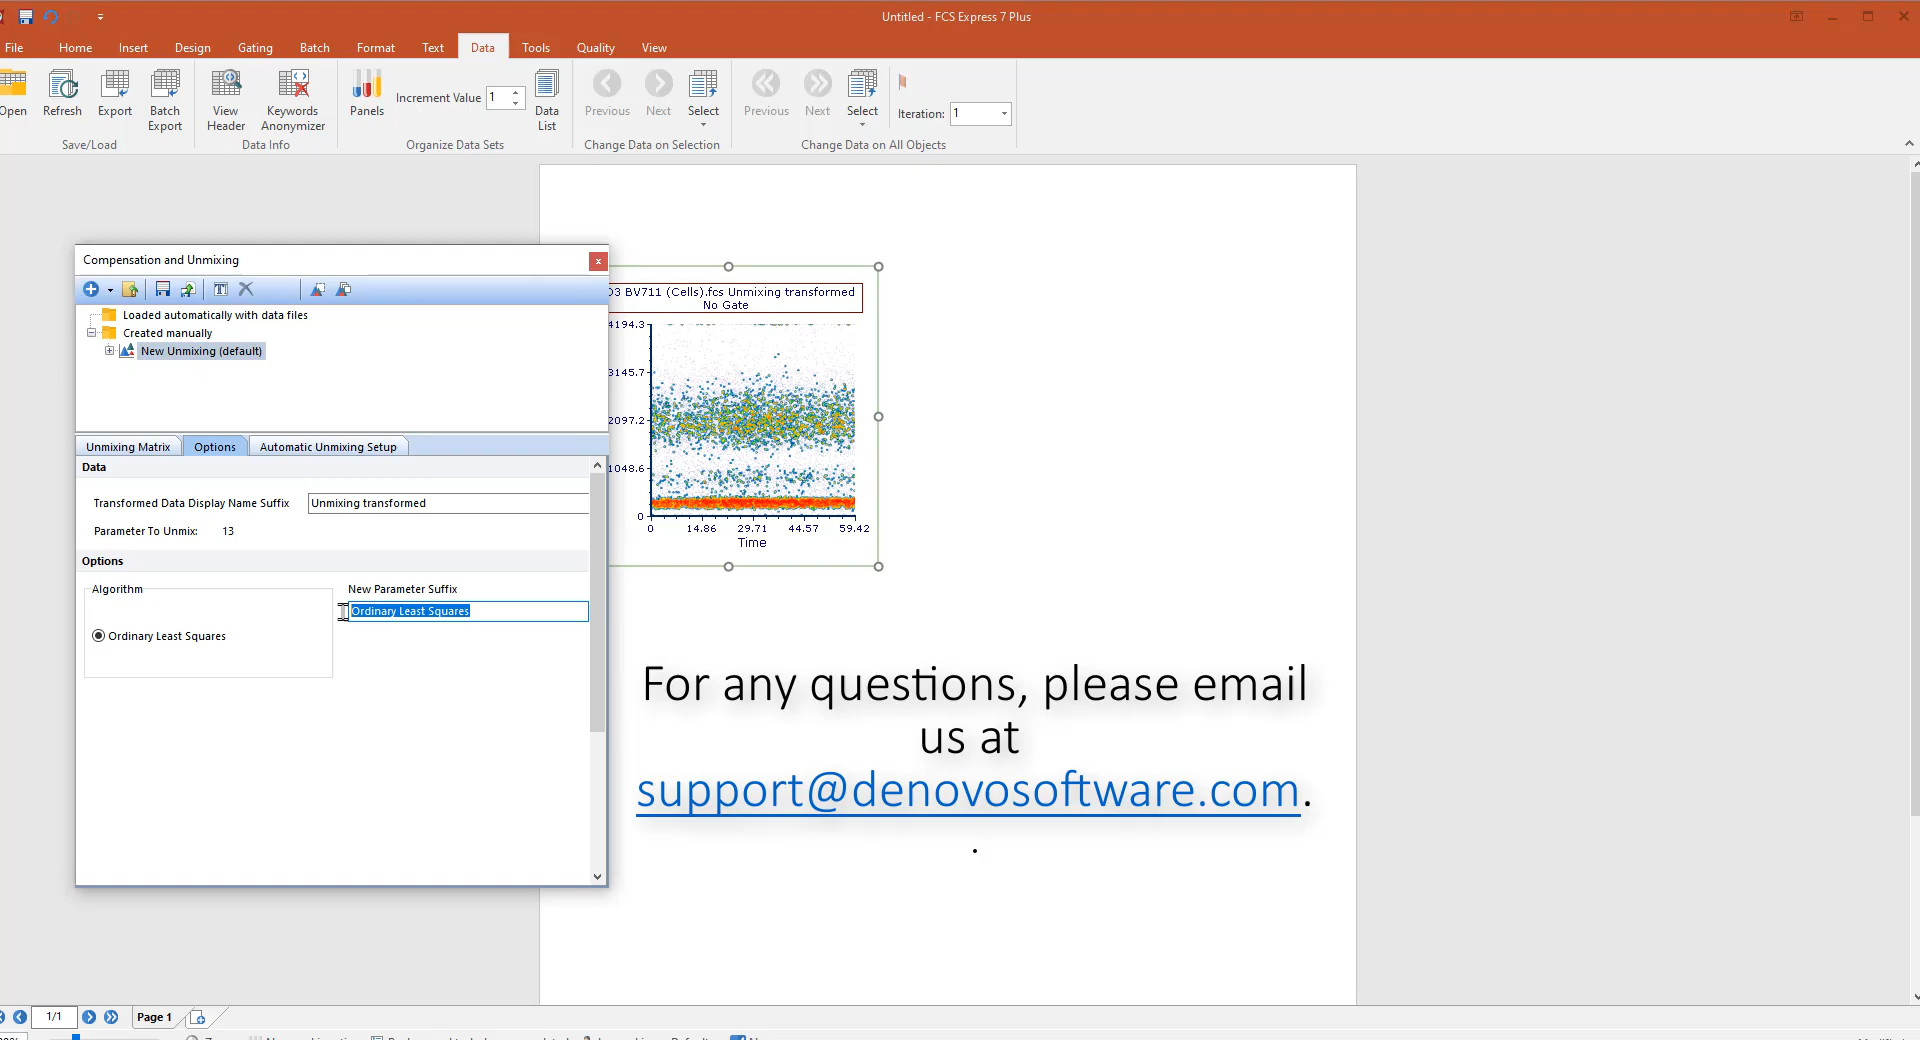 Untitled - FCS Express 7 Plus
File Home Insert Design Gating Batch Format Text Data Tools Quality View
Open Refresh Export Batch Export View Header Keywords Anonymizer Panels Increment Value 1 Data List Previous Next Select Previous Next Select Iteration: 1
Save/Load Data Info Organize Data Sets Change Data on Selection Change Data on All Objects
Compensation and Unmixing
Loaded automatically with data files
Created manually
New Unmixing (default)
Unmixing Matrix Options Automatic Unmixing Setup
Data
Transformed Data Display Name Suffix Unmixing transformed
Parameter To Unmix: 13
Options
Algorithm New Parameter Suffix
Ordinary Least Squares
Ordinary Least Squares
BV711 (Cells).fcs Unmixing transformed
No Gate
4194.3
3145.7
2097.2
1048.6
0
0 14.86 29.71 44.57 59.42
Time
For any questions, please email
us at
support@denovosoftware.com.
.
1/1 Page 1